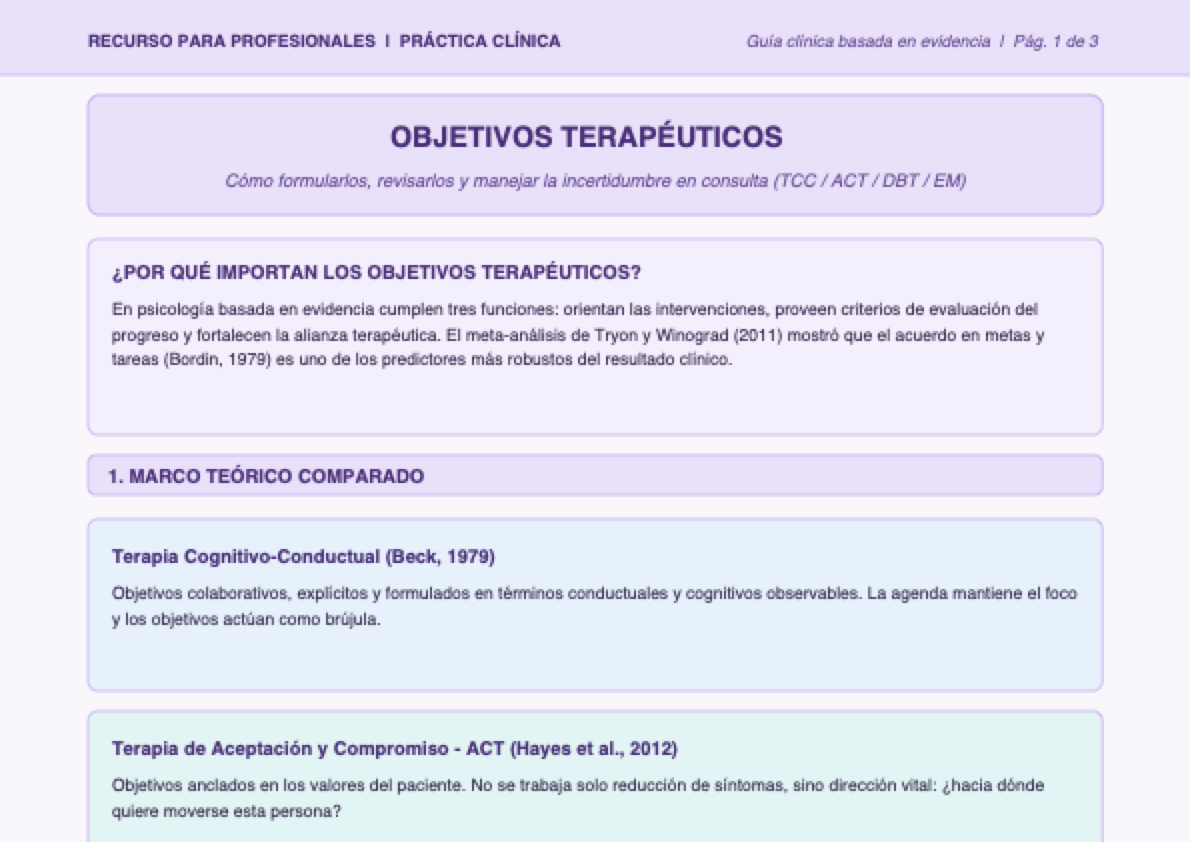 RECURSO PARA PROFESIONALES | PRÁCTICA CLÍNICA
Guía clínica basada en evidencia | Pág. 1 de 3
OBJETIVOS TERAPÉUTICOS
Cómo formularlos, revisarlos y manejar la incertidumbre en consulta (TCC / ACT / DBT / EM)
¿POR QUÉ IMPORTAN LOS OBJETIVOS TERAPÉUTICOS?
En psicología basada en evidencia cumplen tres funciones: orientan las intervenciones, proveen criterios de evaluación del
progreso y fortalecen la alianza terapéutica. El meta-análisis de Tryon y Winograd (2011) mostró que el acuerdo en metas y
tareas (Bordin, 1979) es uno de los predictores más robustos del resultado clínico.
1. MARCO TEÓRICO COMPARADO
Terapia Cognitivo-Conductual (Beck, 1979)
Objetivos colaborativos, explícitos y formulados en términos conductuales y cognitivos observables. La agenda mantiene el foco
y los objetivos actúan como brújula.
Terapia de Aceptación y Compromiso - ACT (Hayes et al., 2012)
Objetivos anclados en los valores del paciente. No se trabaja solo reducción de síntomas, sino dirección vital: ¿hacia dónde
quiere moverse esta persona?